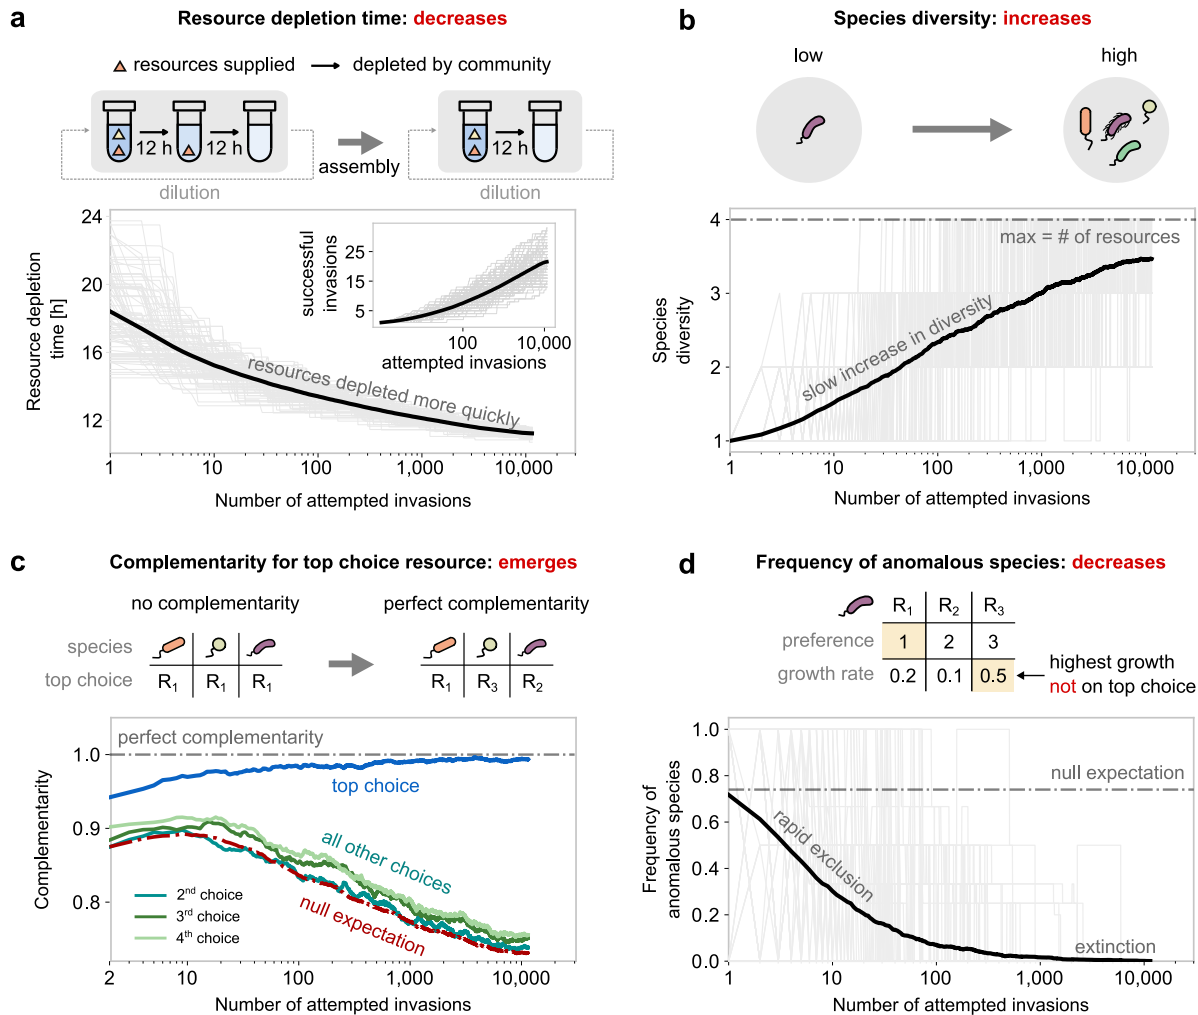 a
Resource depletion time: decreases
resources supplied → depleted by community
12 h 12 h
assembly
12 h
dilution
dilution
Resource depletion
time [h]
24
20
16
12
1 10 100 1,000 10,000
Number of attempted invasions
resources depleted more quickly
successful
invasions
25
15
5
100 10,000
attempted invasions
b
Species diversity: increases
low
high
Species
diversity
4
3
2
1
max = # of resources
slow increase in diversity
1 10 100 1,000 10,000
Number of attempted invasions
c
Complementarity for top choice resource: emerges
no complementarity
perfect complementarity
species
top choice
R1 R1 R1
R1 R3 R2
Complementarity
1.0
0.9
0.8
perfect complementarity
top choice
all other choices
null expectation
2nd choice
3rd choice
4th choice
2 10 100 1,000 10,000
Number of attempted invasions
d
Frequency of anomalous species: decreases
R1 R2 R3
preference 1 2 3
growth rate 0.2 0.1 0.5
highest growth
not on top choice
Frequency of
anomalous species
1.0
0.8
0.6
0.4
0.2
0.0
null expectation
rapid exclusion
extinction
1 10 100 1,000 10,000
Number of attempted invasions